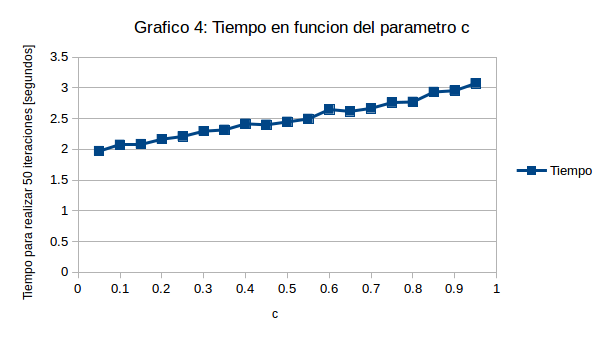 Grafico 4: Tiempo en funcion del parametro c
Tiempo para realizar 50 iteraciones [segundos]
3.5
3
2.5
2
1.5
1
0.5
0
0 0.1 0.2 0.3 0.4 0.5 0.6 0.7 0.8 0.9 1
c
Tiempo